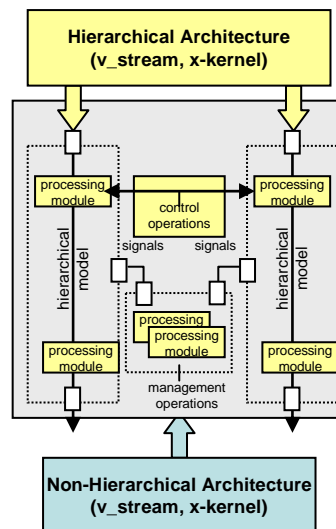 Hierarchical Architecture
(v_stream, x-kernel)
processing
module
control
operations
processing
module
signals
signals
hierarchical
model
hierarchical
model
processing
processing
module
processing
module
processing
module
management
operations
Non-Hierarchical Architecture
(v_stream, x-kernel)